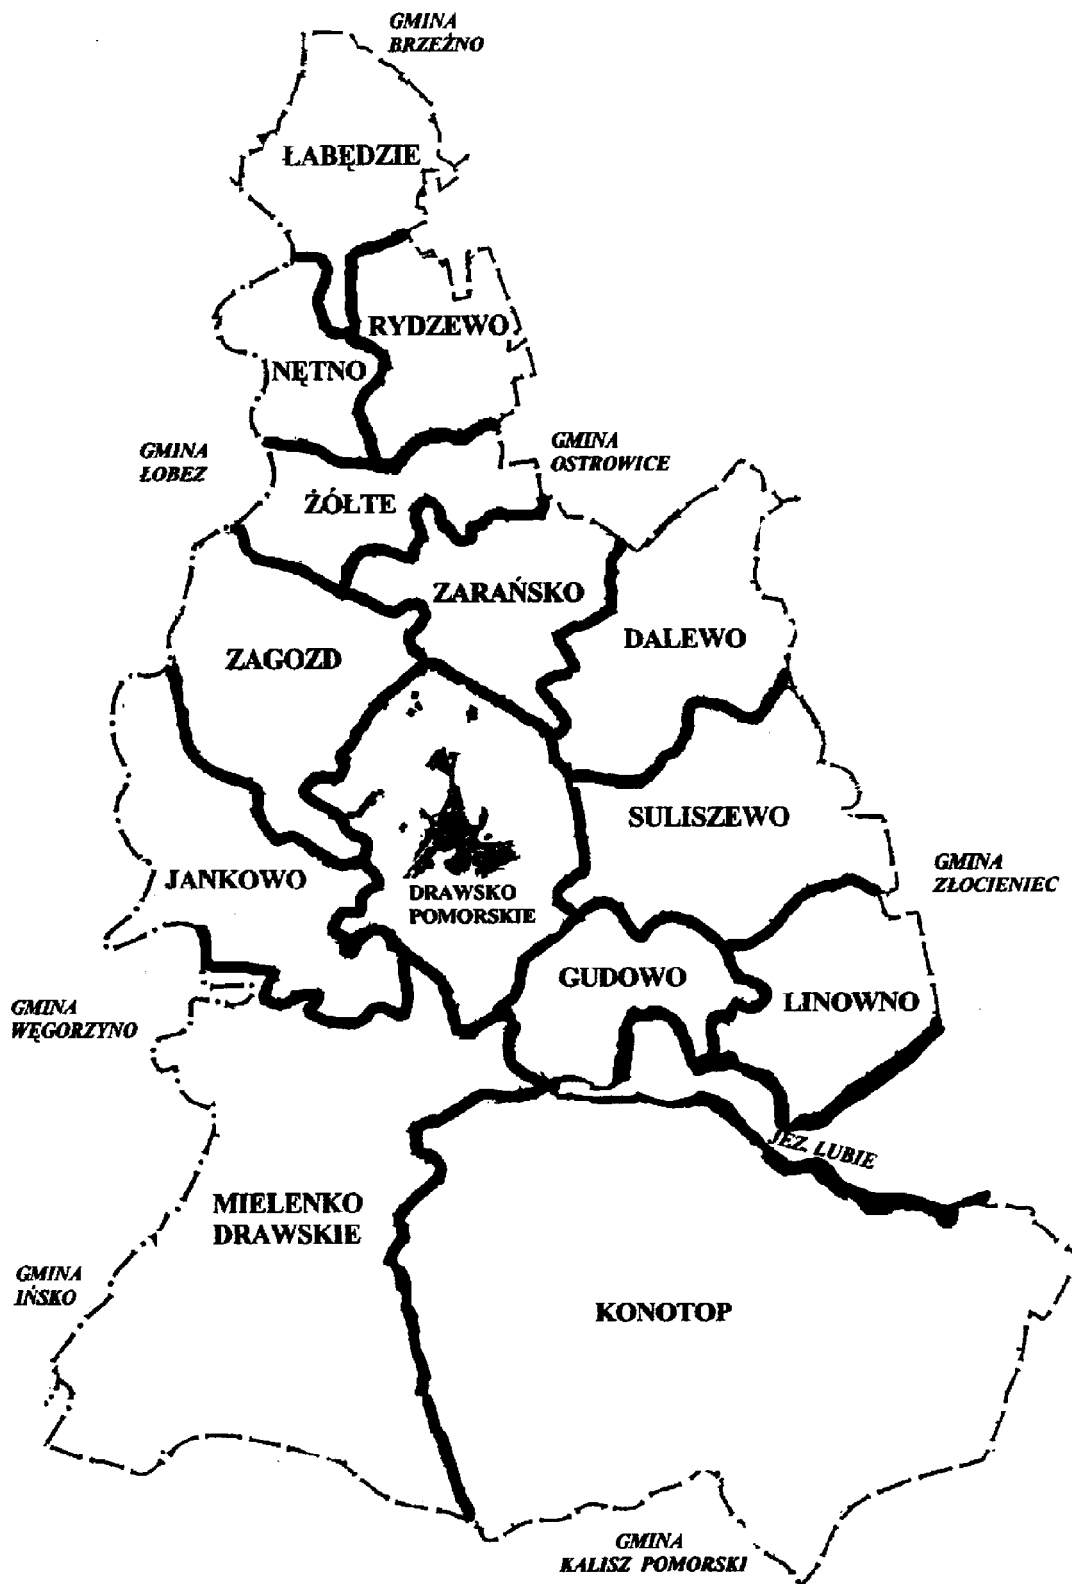 GMINA
BRZEŻNO
ŁABĘDZIE
RYDZEWO
NĘTNO
GMINA
ŁOBEZ
GMINA
OSTROWICE
ŻÓŁTE
ZARAŃSKO
DALEWO
ZAGOZD
SULISZEWO
JANKOWO
DRAWSKO
POMORSKIE
GMINA
ZŁOCIENIEC
GUDOWO
LINOWNO
GMINA
WĘGORZYNO
JEZ. LUBIE
MIELENKO
DRAWSKIE
GMINA
IŃSKO
KONOTOP
GMINA
KALISZ POMORSKI